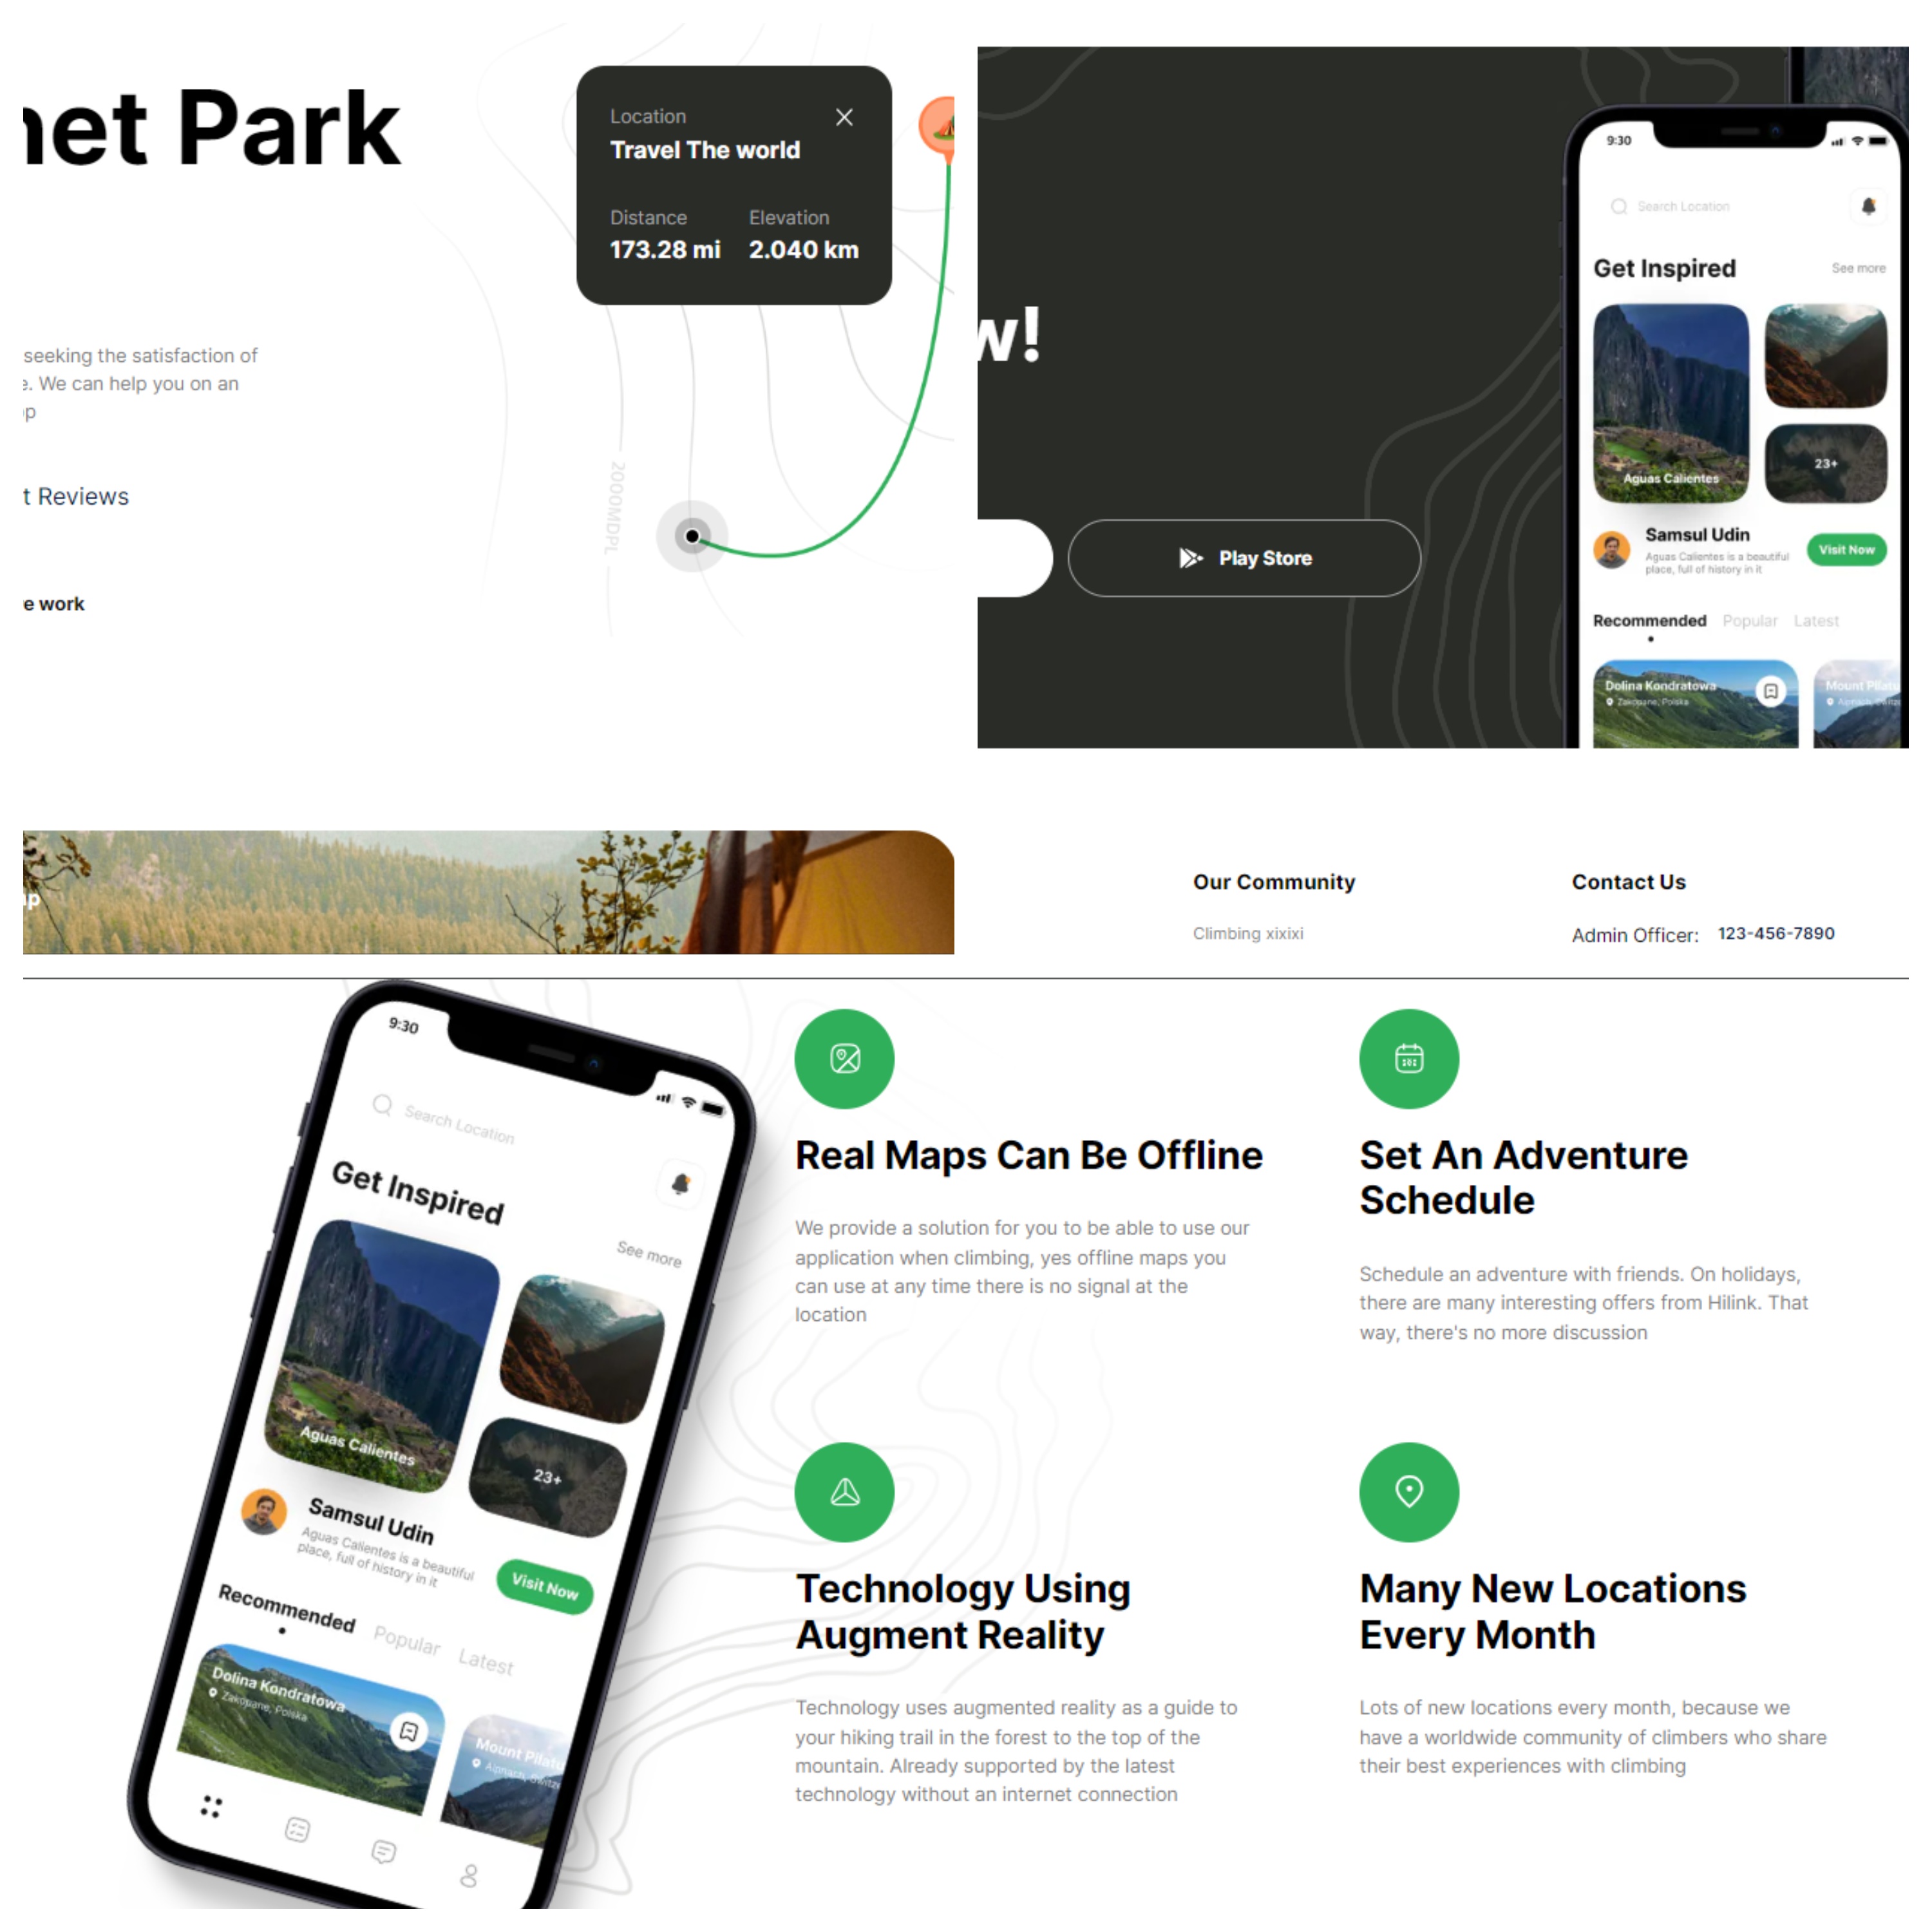 net Park
Location
Travel The world
Distance Elevation
173.28 mi 2.040 km
seeking the satisfaction of
e. We can help you on an
p
t Reviews
2000MDPL
e work
w!
Play Store
9:30
Search Location
Get Inspired
See more
Aguas Calientes
23+
Samsul Udin
Aguas Calientes is a beautiful
place, full of history in it
Visit Now
Recommended Popular Latest
Dolina Kondratowa
Zakopane, Polska
Mount Pilatu
Alpnach, Switze
p
Our Community
Climbing xixixi
Contact Us
Admin Officer: 123-456-7890
9:30
Search Location
Get Inspired
See more
Aguas Calientes
23+
Samsul Udin
Aguas Calientes is a beautiful
place, full of history in it
Visit Now
Recommended Popular Latest
Dolina Kondratowa
Zakopane, Polska
Mount Pilatu
Alpnach, Switze
Real Maps Can Be Offline
We provide a solution for you to be able to use our
application when climbing, yes offline maps you
can use at any time there is no signal at the
location
Set An Adventure
Schedule
Schedule an adventure with friends. On holidays,
there are many interesting offers from Hilink. That
way, there's no more discussion
Technology Using
Augment Reality
Technology uses augmented reality as a guide to
your hiking trail in the forest to the top of the
mountain. Already supported by the latest
technology without an internet connection
Many New Locations
Every Month
Lots of new locations every month, because we
have a worldwide community of climbers who share
their best experiences with climbing